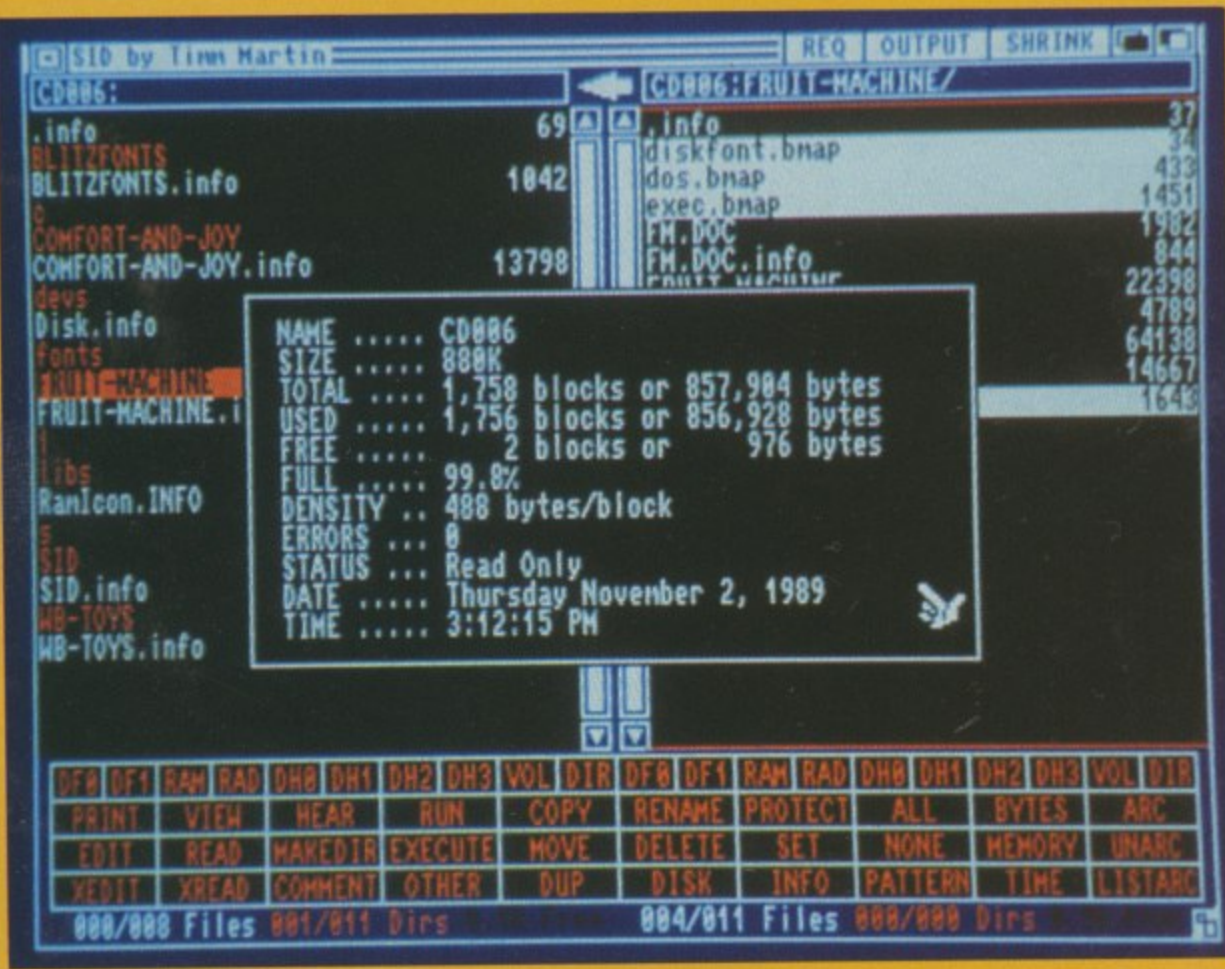 SID by Timm Martin REQ OUTPUT SHRINK
CD006: CD006:FRUIT-MACHINE/
.info 69
BLITZFONTS
BLITZFONTS.info 1042
c
COMFORT-AND-JOY
COMFORT-AND-JOY.info 13798
devs
Disk.info
fonts
FRUIT-MACHINE
FRUIT-MACHINE.i
l
libs
RamIcon.INFO
s
SID
SID.info
WB-TOYS
WB-TOYS.info
.info 37
diskfont.bmap 34
dos.bmap 433
exec.bmap 1451
FM.DOC 1982
FM.DOC.info 844
FRUIT-MACHINE 22398
4789
64138
14667
1643
NAME ..... CD006
SIZE ..... 880K
TOTAL .... 1,758 blocks or 857,904 bytes
USED ..... 1,756 blocks or 856,928 bytes
FREE ..... 2 blocks or 976 bytes
FULL ..... 99.8%
DENSITY .. 488 bytes/block
ERRORS ... 0
STATUS ... Read Only
DATE ..... Thursday November 2, 1989
TIME ..... 3:12:15 PM
DF0 DF1 RAM RAD DH0 DH1 DH2 DH3 VOL DIR DF0 DF1 RAM RAD DH0 DH1 DH2 DH3 VOL DIR
PRINT VIEW HEAR RUN COPY RENAME PROTECT ALL BYTES ARC
EDIT READ MAKEDIR EXECUTE MOVE DELETE SET NONE MEMORY UNARC
XEDIT XREAD COMMENT OTHER DUP DISK INFO PATTERN TIME LISTARC
000/008 Files 001/011 Dirs 004/011 Files 000/000 Dirs